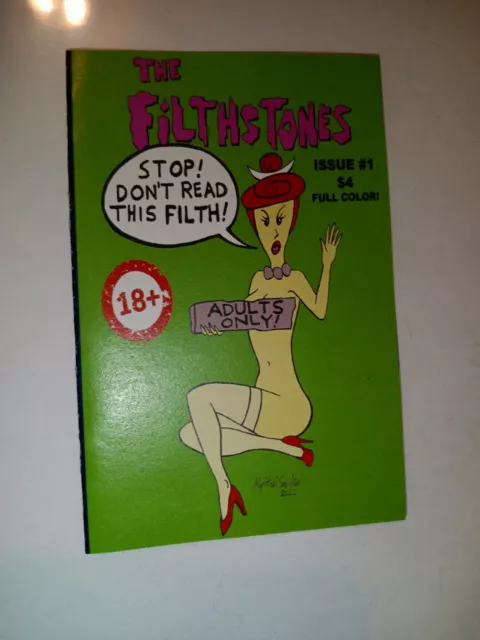 THE
FiLTHSTONES
ISSUE #1
$4
FULL COLOR!
STOP!
DON'T READ
THIS FILTH!
18+
ADULTS
ONLY!